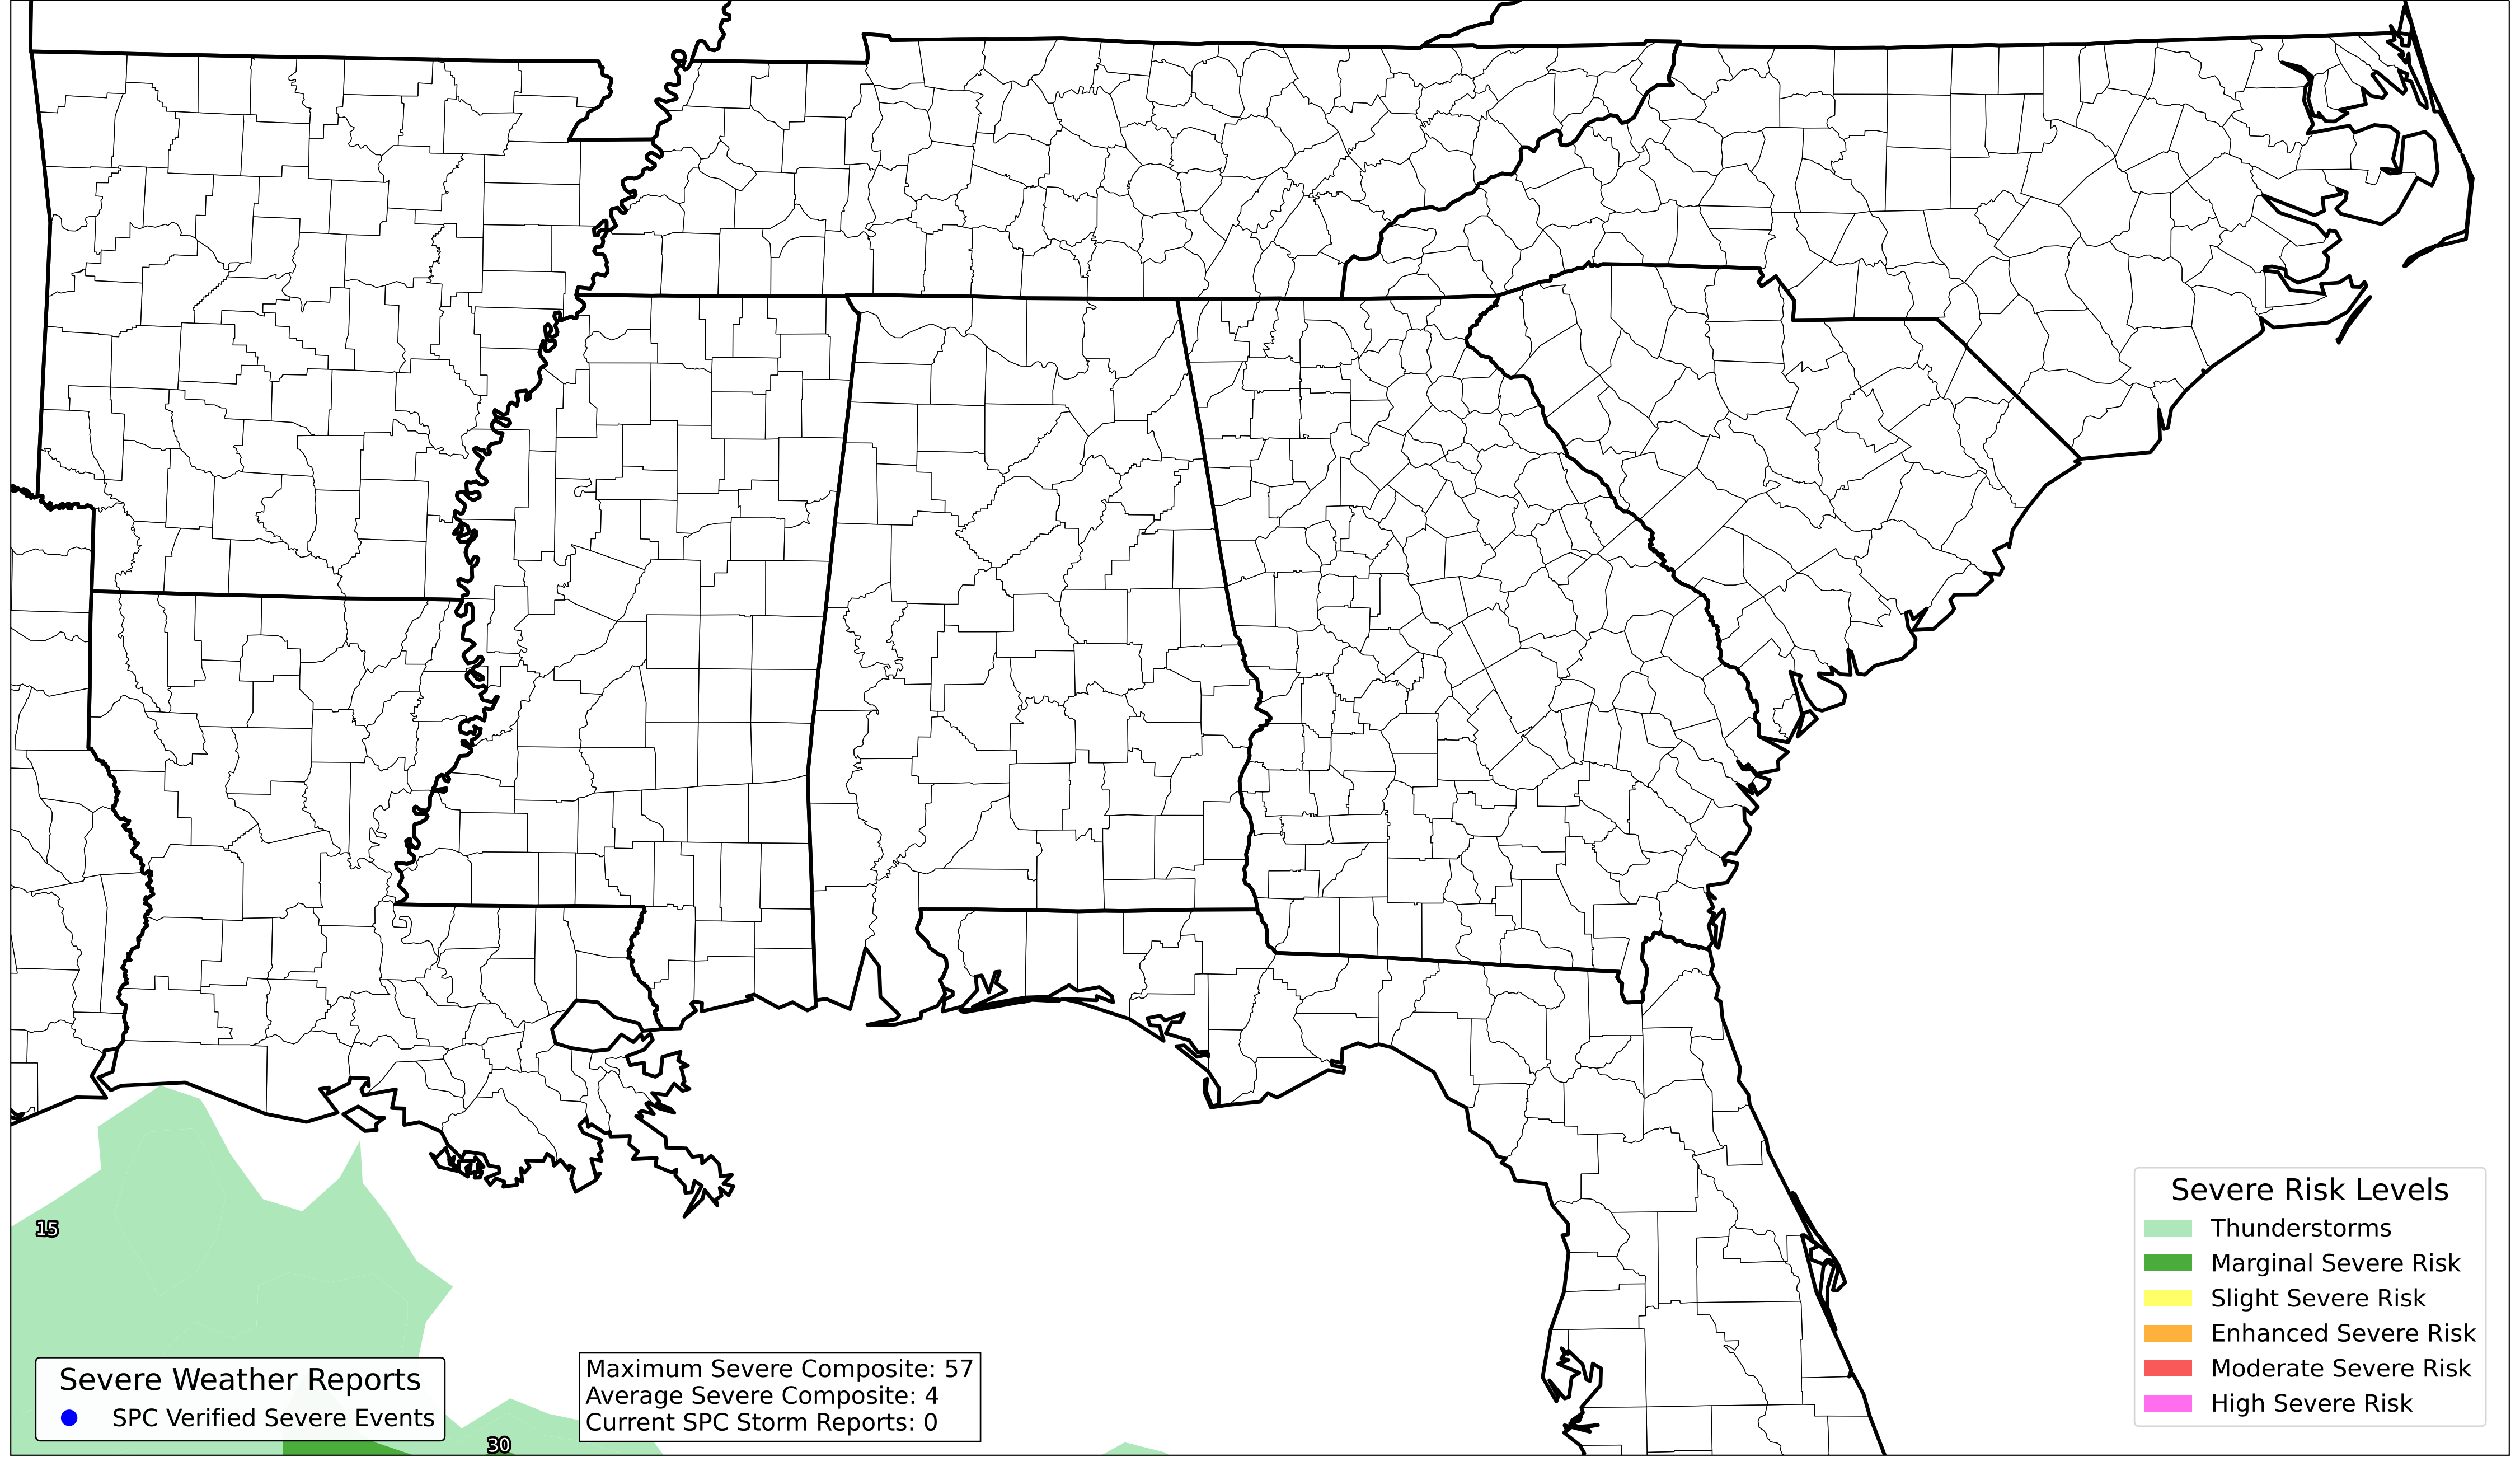 15
Severe Weather Reports
SPC Verified Severe Events
30
Maximum Severe Composite: 57
Average Severe Composite: 4
Current SPC Storm Reports: 0
Severe Risk Levels
Thunderstorms
Marginal Severe Risk
Slight Severe Risk
Enhanced Severe Risk
Moderate Severe Risk
High Severe Risk